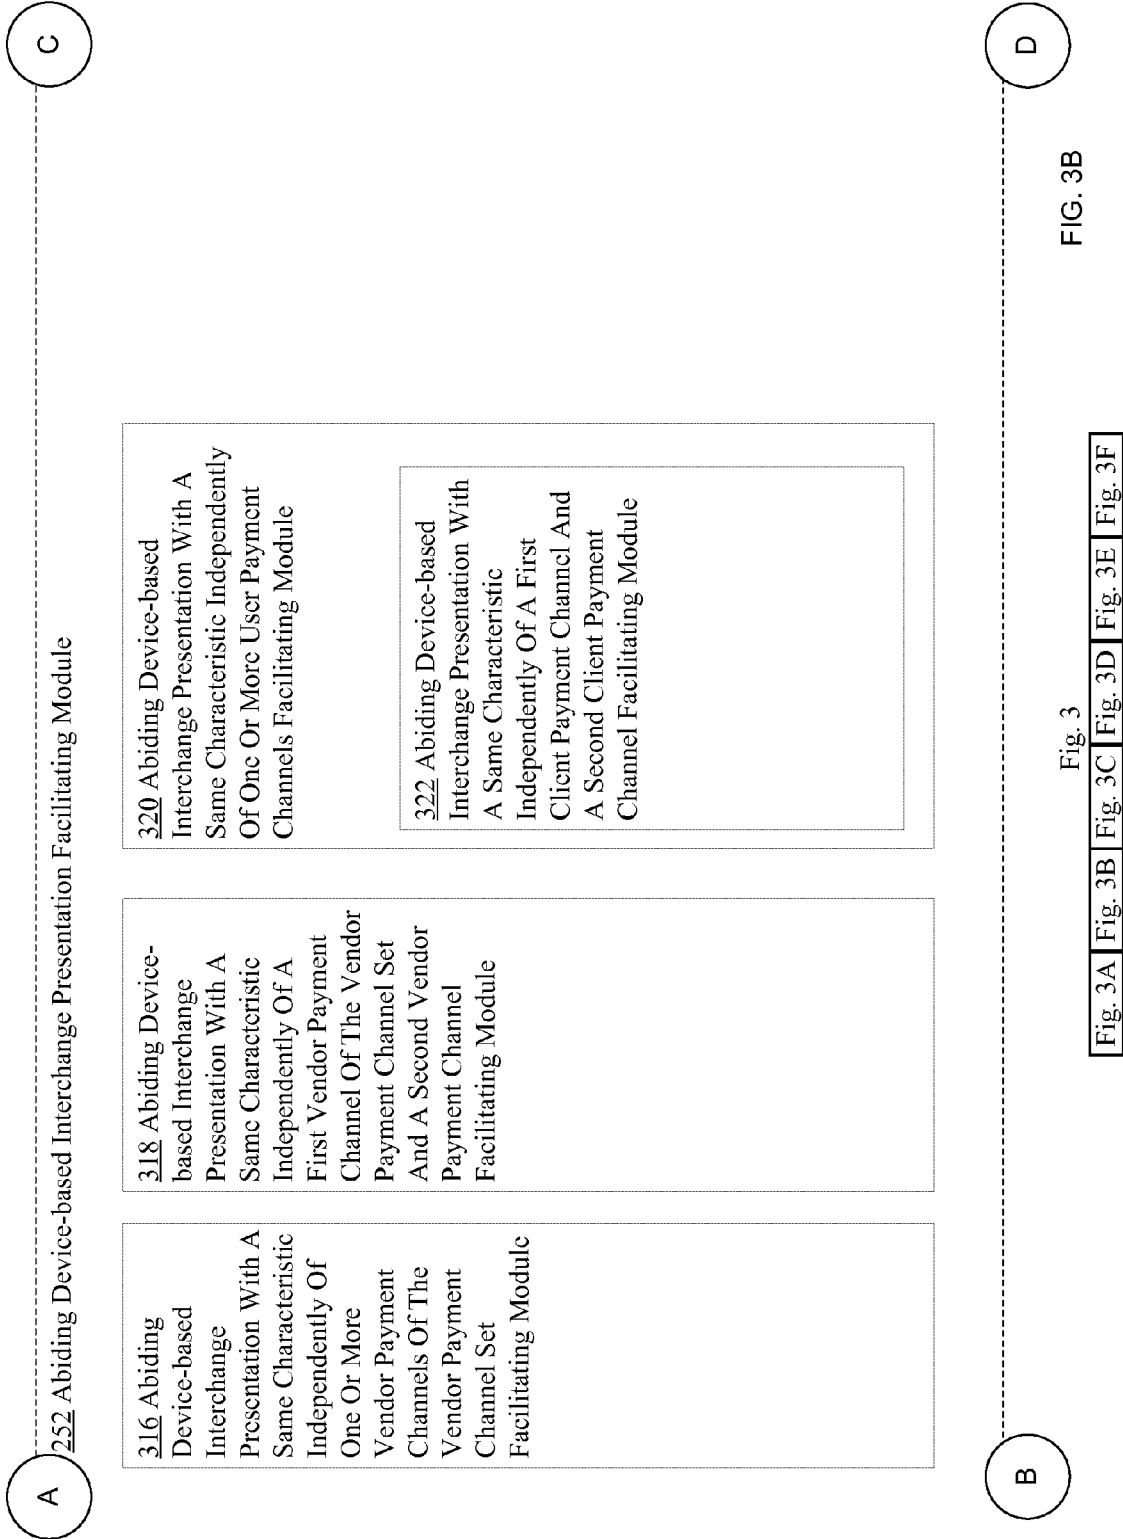 A
C
252 Abiding Device-based Interchange Presentation Facilitating Module
316 Abiding
Device-based
Interchange
Presentation With A
Same Characteristic
Independently Of
One Or More
Vendor Payment
Channels Of The
Vendor Payment
Channel Set
Facilitating Module
318 Abiding Device-
based Interchange
Presentation With A
Same Characteristic
Independently Of A
First Vendor Payment
Channel Of The Vendor
Payment Channel Set
And A Second Vendor
Payment Channel
Facilitating Module
320 Abiding Device-based
Interchange Presentation With A
Same Characteristic Independently
Of One Or More User Payment
Channels Facilitating Module
322 Abiding Device-based
Interchange Presentation With
A Same Characteristic
Independently Of A First
Client Payment Channel And
A Second Client Payment
Channel Facilitating Module
B
D
Fig. 3
FIG. 3B
Fig. 3A Fig. 3B Fig. 3C Fig. 3D Fig. 3E Fig. 3F